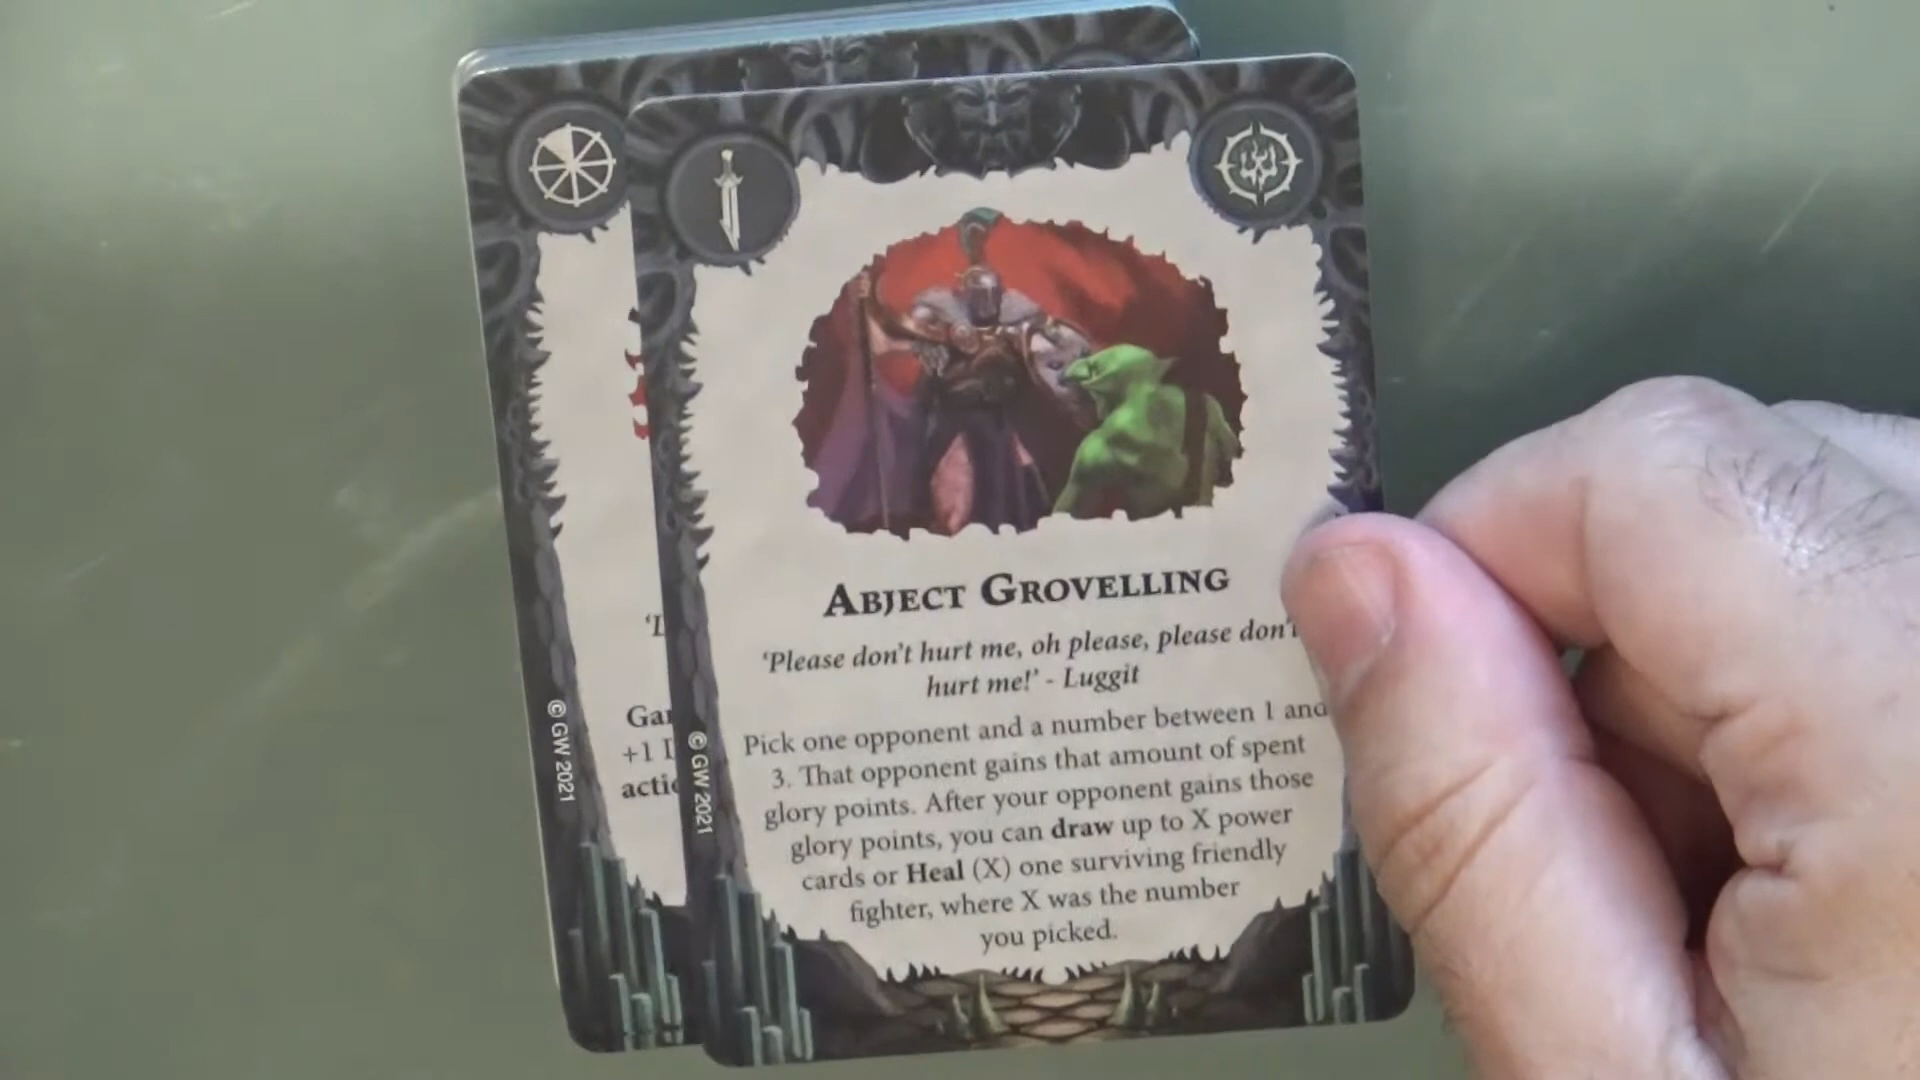 ABJECT GROVELLING
'Please don't hurt me, oh please, please don't
hurt me!' - Luggit
Pick one opponent and a number between 1 and
3. That opponent gains that amount of spent
glory points. After your opponent gains those
glory points, you can draw up to X power
cards or Heal (X) one surviving friendly
fighter, where X was the number
you picked.
© GW 2021
+1
© GW 2021